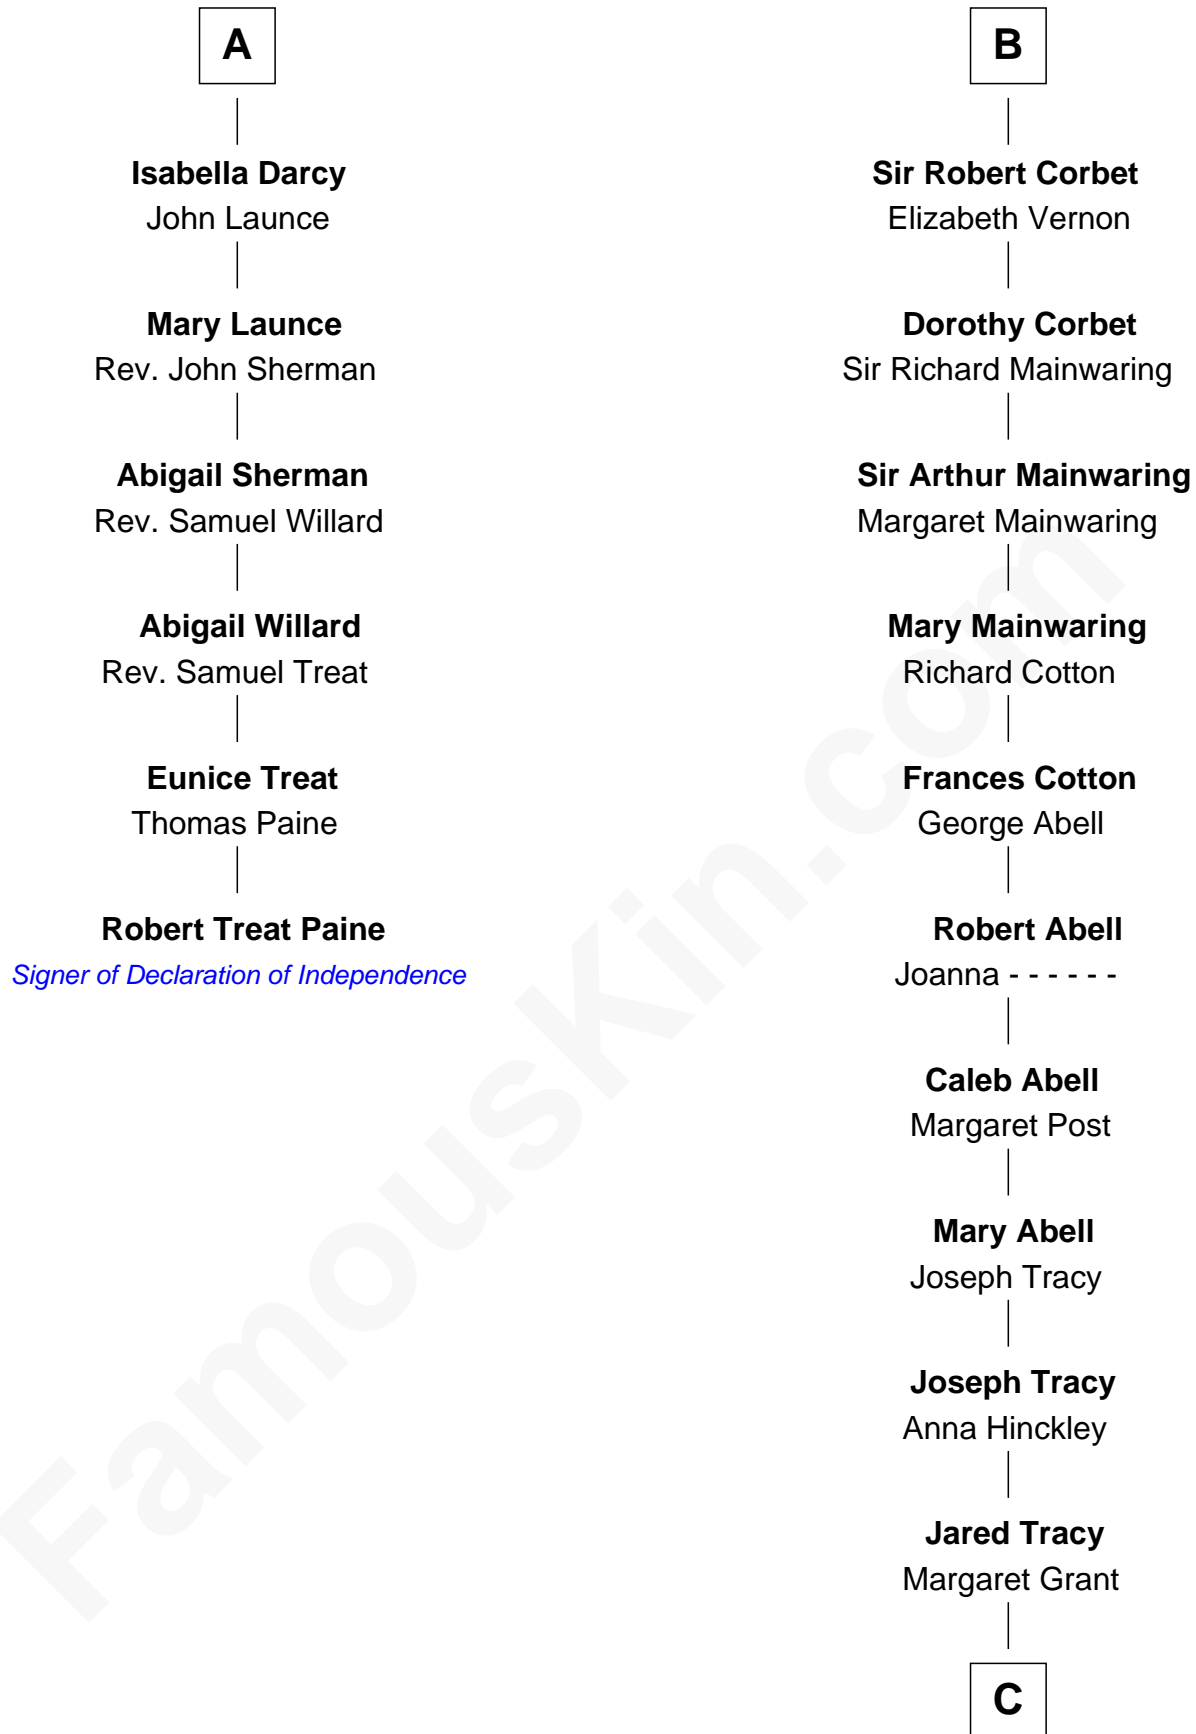 A
Isabella Darcy
John Launce
Mary Launce
Rev. John Sherman
Abigail Sherman
Rev. Samuel Willard
Abigail Willard
Rev. Samuel Treat
Eunice Treat
Thomas Paine
Robert Treat Paine
Signer of Declaration of Independence
B
Sir Robert Corbet
Elizabeth Vernon
Dorothy Corbet
Sir Richard Mainwaring
Sir Arthur Mainwaring
Margaret Mainwaring
Mary Mainwaring
Richard Cotton
Frances Cotton
George Abell
Robert Abell
Joanna - - - - - -
Caleb Abell
Margaret Post
Mary Abell
Joseph Tracy
Joseph Tracy
Anna Hinckley
Jared Tracy
Margaret Grant
C
FamousKin.com